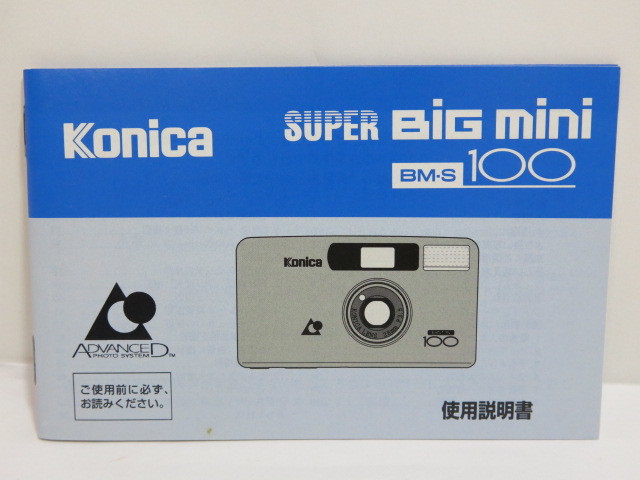 Konica
SUPER BiG mini
BM-S 100
Konica
100
ADVANCED
PHOTO SYSTEM TM
ご使用前に必ず、
お読みください。
使用説明書